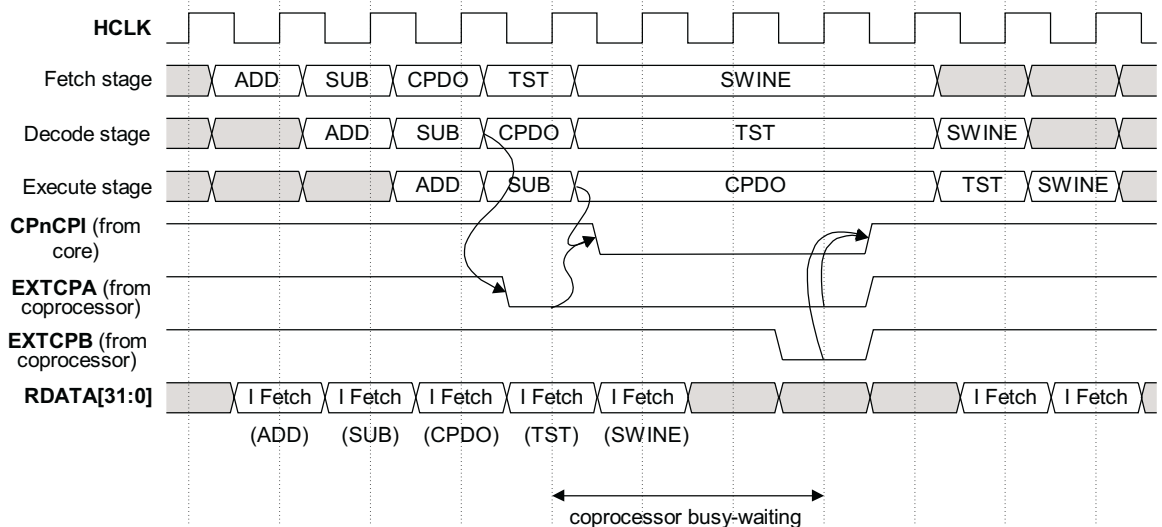 HCLK
Fetch stage ADD SUB CPDO TST SWINE
Decode stage ADD SUB CPDO TST SWINE
Execute stage ADD SUB CPDO TST SWINE
CPnCPI (from
core)
EXTCPA (from
coprocessor)
EXTCPB (from
coprocessor)
RDATA[31:0] I Fetch I Fetch I Fetch I Fetch I Fetch I Fetch I Fetch
(ADD) (SUB) (CPDO) (TST) (SWINE)
coprocessor busy-waiting